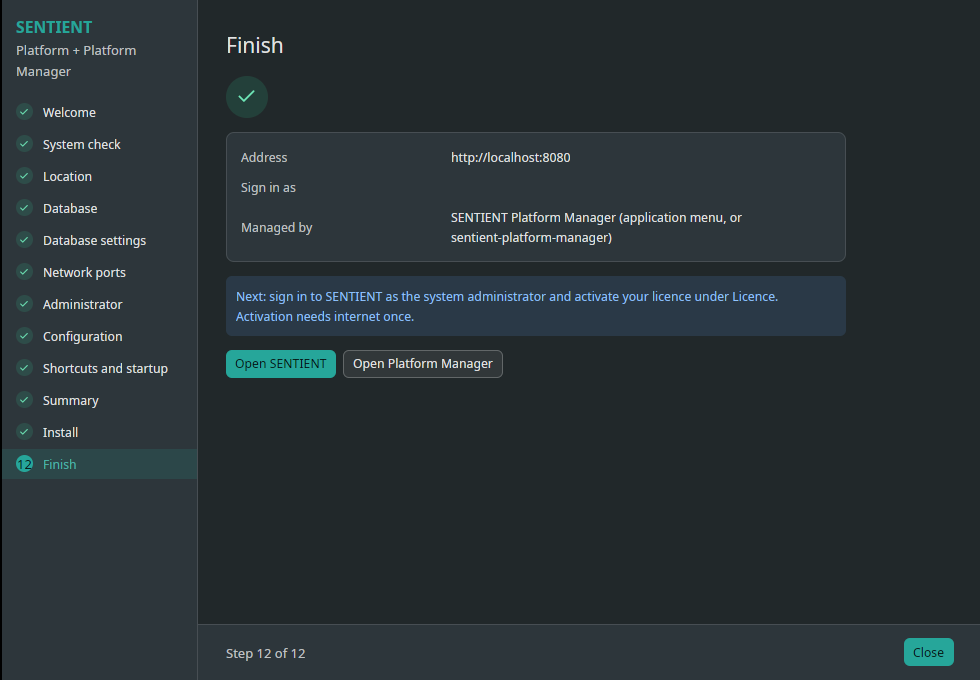 SENTIENT
Platform + Platform
Manager
Welcome
System check
Location
Database
Database settings
Network ports
Administrator
Configuration
Shortcuts and startup
Summary
Install
12 Finish
Finish
Address http://localhost:8080
Sign in as
Managed by SENTIENT Platform Manager (application menu, or
sentient-platform-manager)
Next: sign in to SENTIENT as the system administrator and activate your licence under Licence.
Activation needs internet once.
Open SENTIENT Open Platform Manager
Step 12 of 12 Close